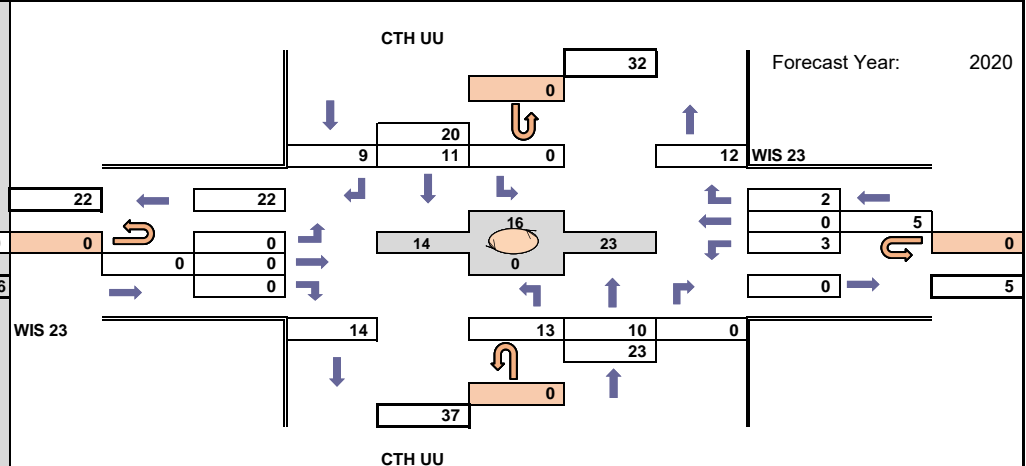 CTH UU
32
Forecast Year: 2020
0
20
9 11 0 12 WIS 23
22 22 2
16 0 5
0 0 14 23 3 0
0 0 0
6 0 0 5
WIS 23 14 13 10 0
23
0
37
CTH UU